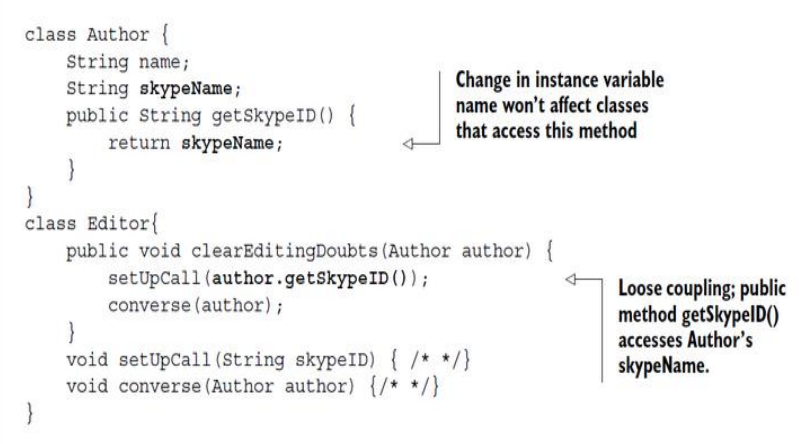 class Author {
String name;
String skypeName;
public String getSkypeID() {
return skypeName;
}
}
Change in instance variable
name won't affect classes
that access this method
class Editor{
public void clearEditingDoubts(Author author) {
setUpCall(author.getSkypeID());
converse(author);
}
void setUpCall(String skypeID) { /* */}
void converse(Author author) {/* */}
}
Loose coupling; public
method getSkypeID()
accesses Author's
skypeName.